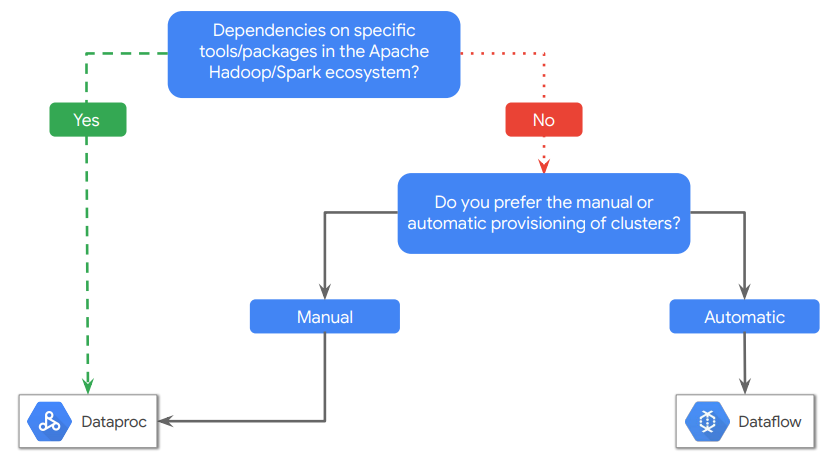 Dependencies on specific
tools/packages in the Apache
Hadoop/Spark ecosystem?
Yes
No
Do you prefer the manual or
automatic provisioning of clusters?
Manual
Automatic
Dataproc
Dataflow